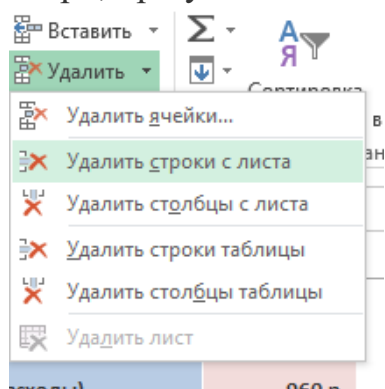 Вставить
Σ
А
Я
Удалить
Сортировка
Удалить ячейки...
в
Удалить строки с листа
ан
Удалить столбцы с листа
Удалить строки таблицы
Удалить столбцы таблицы
Удалить лист